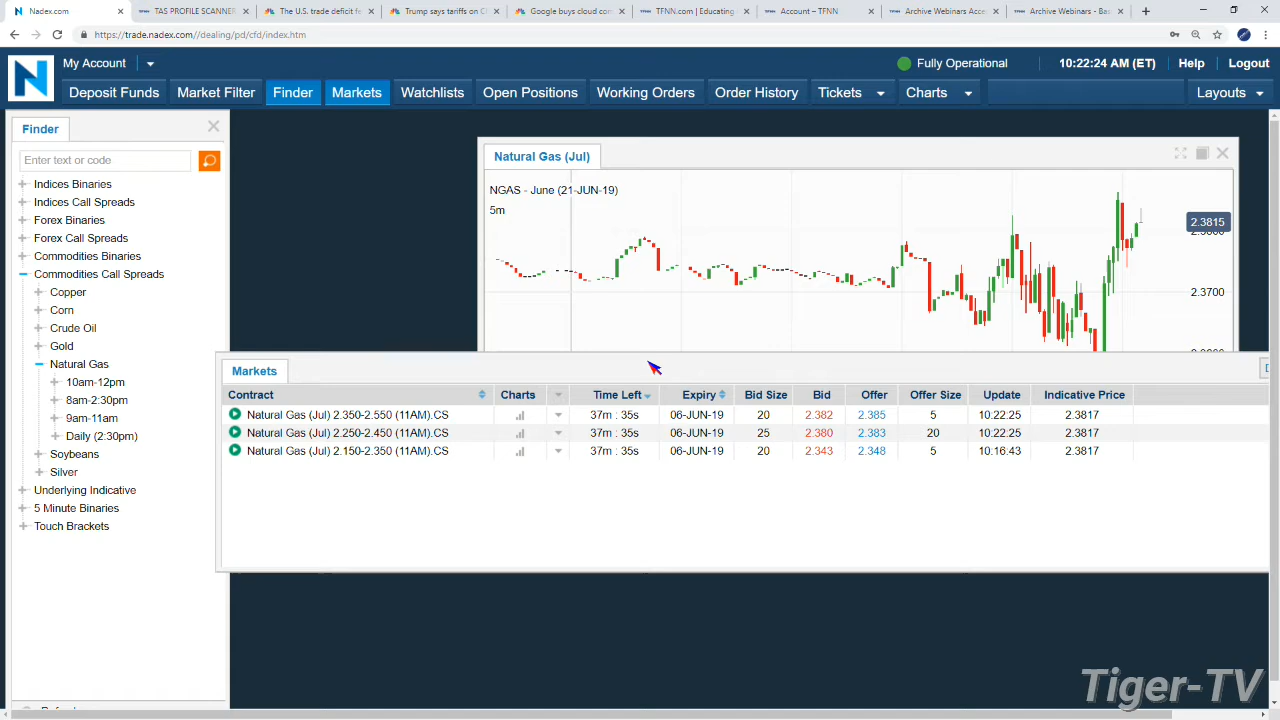 Nadex.com
TAS PROFILE SCANNER
The U.S. trade deficit fe
Trump says tariffs on C
Google buys cloud com
TFNN.com | Educating
Account – TFNN
Archive Webinars Acce
Archive Webinars - Bas
https://trade.nadex.com//dealing/pd/cfd/index.htm
My Account
Fully Operational
10:22:24 AM (ET)
Help
Logout
Deposit Funds
Market Filter
Finder
Markets
Watchlists
Open Positions
Working Orders
Order History
Tickets
Charts
Layouts
Finder
Enter text or code
Indices Binaries
Indices Call Spreads
Forex Binaries
Forex Call Spreads
Commodities Binaries
Commodities Call Spreads
Copper
Corn
Crude Oil
Gold
Natural Gas
10am-12pm
8am-2:30pm
9am-11am
Daily (2:30pm)
Soybeans
Silver
Underlying Indicative
5 Minute Binaries
Touch Brackets
Natural Gas (Jul)
NGAS - June (21-JUN-19)
5m
2.3815
2.3700
Markets
Contract Charts Time Left Expiry Bid Size Bid Offer Offer Size Update Indicative Price
Natural Gas (Jul) 2.350-2.550 (11AM).CS 37m : 35s 06-JUN-19 20 2.382 2.385 5 10:22:25 2.3817
Natural Gas (Jul) 2.250-2.450 (11AM).CS 37m : 35s 06-JUN-19 25 2.380 2.383 20 10:22:25 2.3817
Natural Gas (Jul) 2.150-2.350 (11AM).CS 37m : 35s 06-JUN-19 20 2.343 2.348 5 10:16:43 2.3817
Tiger-TV